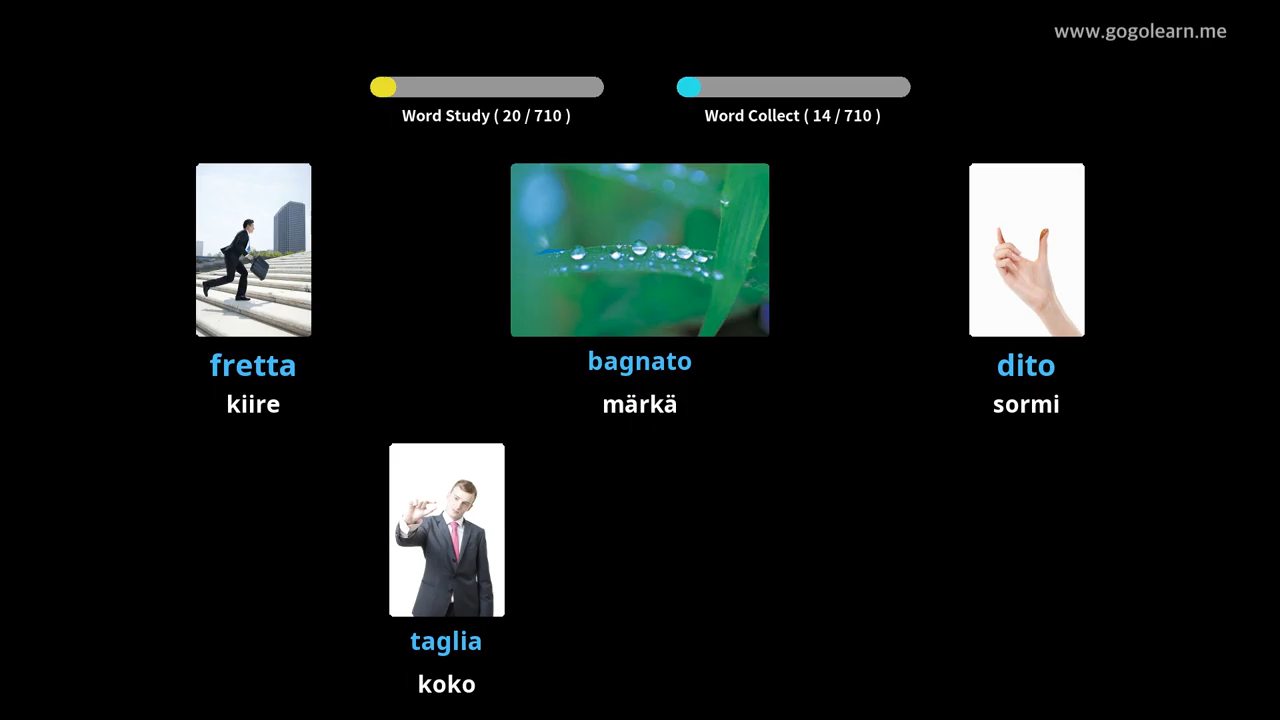 www.gogolearn.me
Word Study ( 20 / 710 )
Word Collect ( 14 / 710 )
fretta
kiire
bagnato
märkä
dito
sormi
taglia
koko